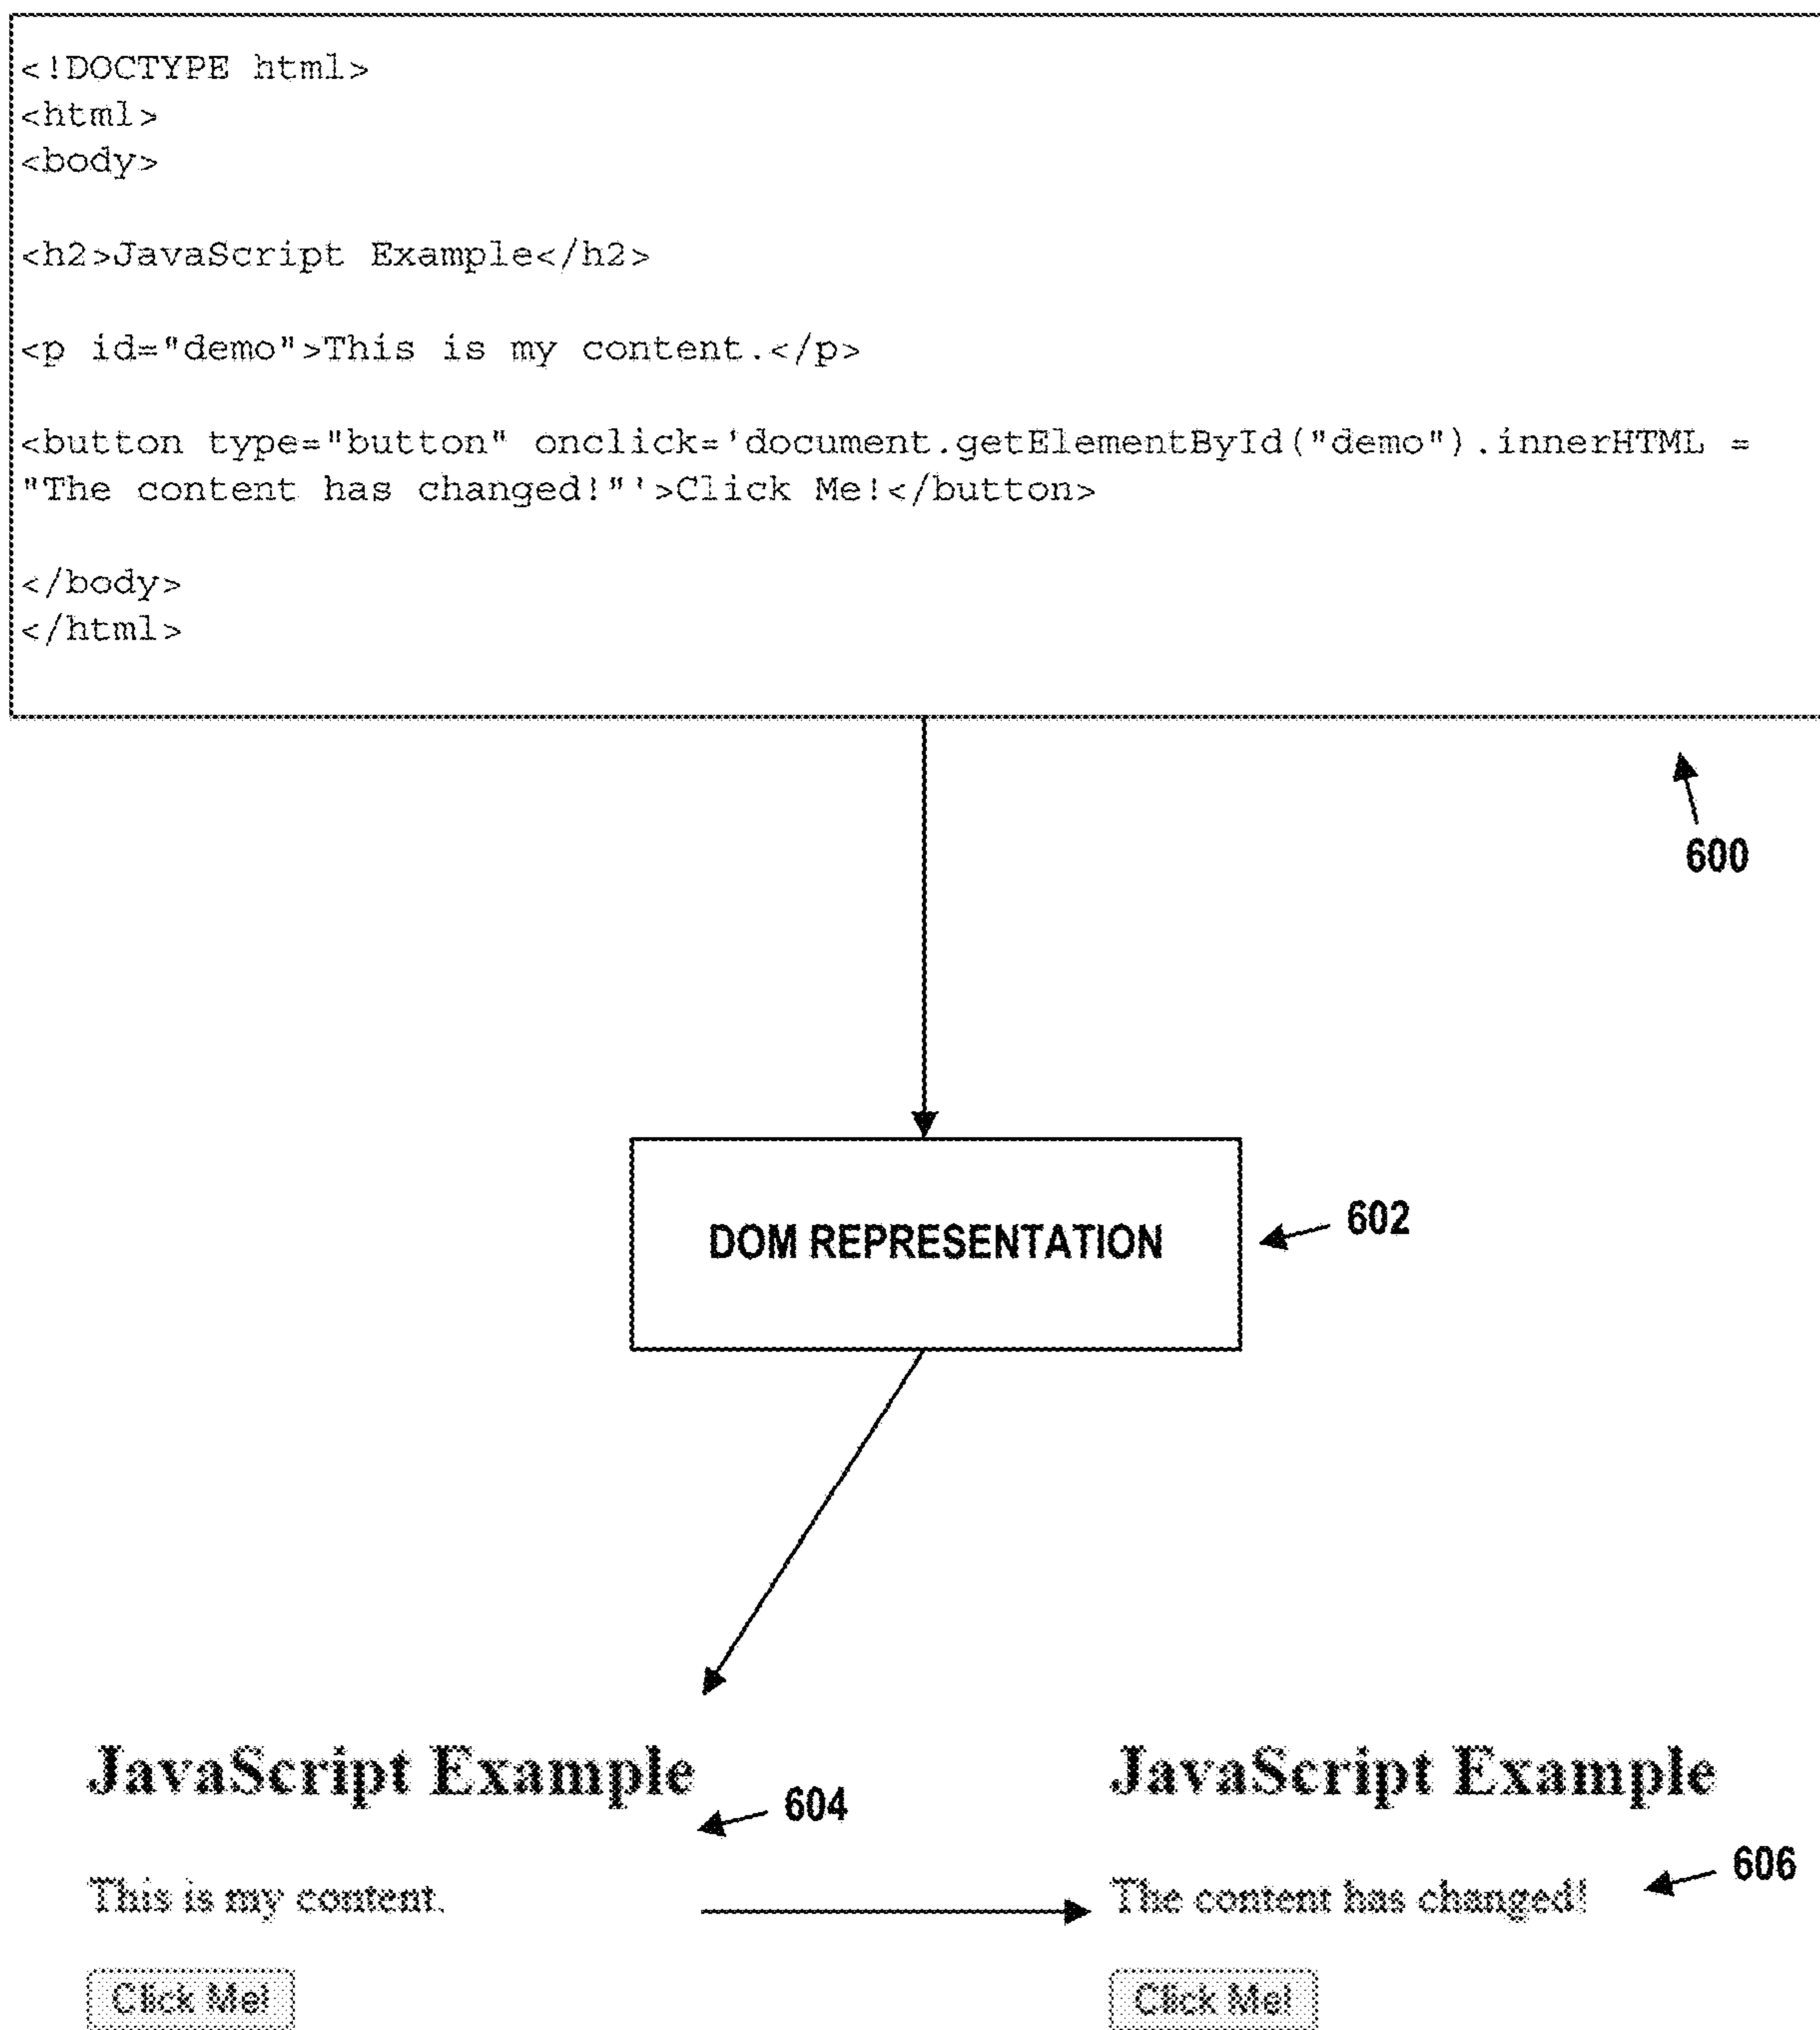 <!DOCTYPE html>
<html>
<body>
<h2>JavaScript Example</h2>
<p id="demo">This is my content.</p>
<button type="button" onclick='document.getElementById("demo").innerHTML =
"The content has changed!"'>Click Me!</button>
</body>
</html>
600
DOM REPRESENTATION
602
JavaScript Example
604
This is my content.
Click Me!
JavaScript Example
606
The content has changed!
Click Me!